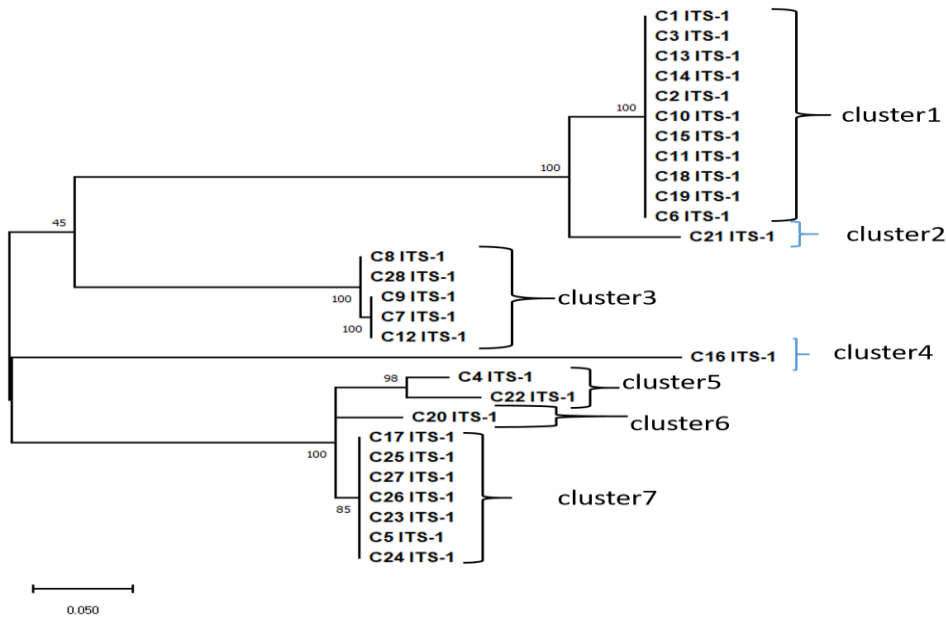 C1 ITS-1
C3 ITS-1
C13 ITS-1
C14 ITS-1
C2 ITS-1
100
C10 ITS-1
cluster1
C15 ITS-1
C11 ITS-1
100
C18 ITS-1
C19 ITS-1
45
C6 ITS-1
C21 ITS-1
cluster2
C8 ITS-1
C28 ITS-1
100
C9 ITS-1
cluster3
C7 ITS-1
100
C12 ITS-1
C16 ITS-1
cluster4
98
C4 ITS-1
cluster5
C22 ITS-1
C20 ITS-1
cluster6
C17 ITS-1
100
C25 ITS-1
C27 ITS-1
C26 ITS-1
cluster7
85
C23 ITS-1
C5 ITS-1
C24 ITS-1
0.050